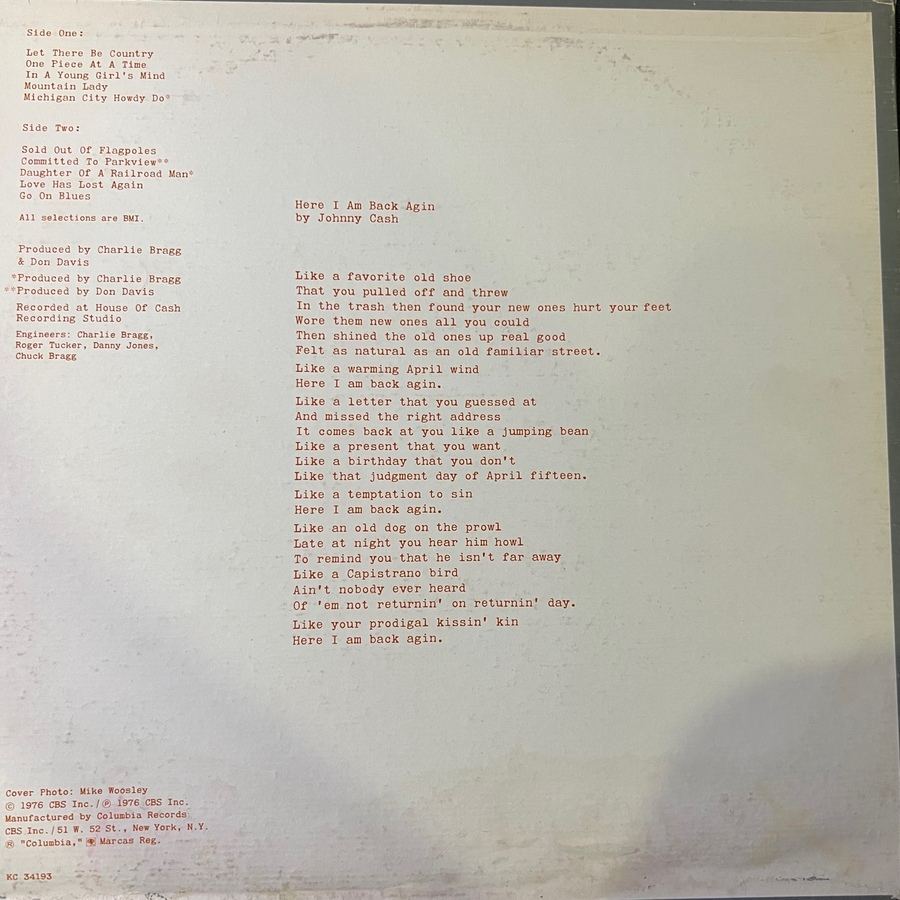 Side One:
Let There Be Country
One Piece At A Time
In A Young Girl's Mind
Mountain Lady
Michigan City Howdy Do*
Side Two:
Sold Out Of Flagpoles
Committed To Parkview**
Daughter Of A Railroad Man*
Love Has Lost Again
Go On Blues
All selections are BMI.
Produced by Charlie Bragg
& Don Davis
*Produced by Charlie Bragg
**Produced by Don Davis
Recorded at House Of Cash
Recording Studio
Engineers: Charlie Bragg,
Roger Tucker, Danny Jones,
Chuck Bragg
Here I Am Back Agin
by Johnny Cash
Like a favorite old shoe
That you pulled off and threw
In the trash then found your new ones hurt your feet
Wore them new ones all you could
Then shined the old ones up real good
Felt as natural as an old familiar street.
Like a warming April wind
Here I am back agin.
Like a letter that you guessed at
And missed the right address
It comes back at you like a jumping bean
Like a present that you want
Like a birthday that you don't
Like that judgment day of April fifteen.
Like a temptation to sin
Here I am back agin.
Like an old dog on the prowl
Late at night you hear him howl
To remind you that he isn't far away
Like a Capistrano bird
Ain't nobody ever heard
Of 'em not returnin' on returnin' day.
Like your prodigal kissin' kin
Here I am back agin.
Cover Photo: Mike Woosley
© 1976 CBS Inc./℗ 1976 CBS Inc.
Manufactured by Columbia Records
CBS Inc./51 W. 52 St., New York, N.Y.
® "Columbia," Marcas Reg.
KC 34193